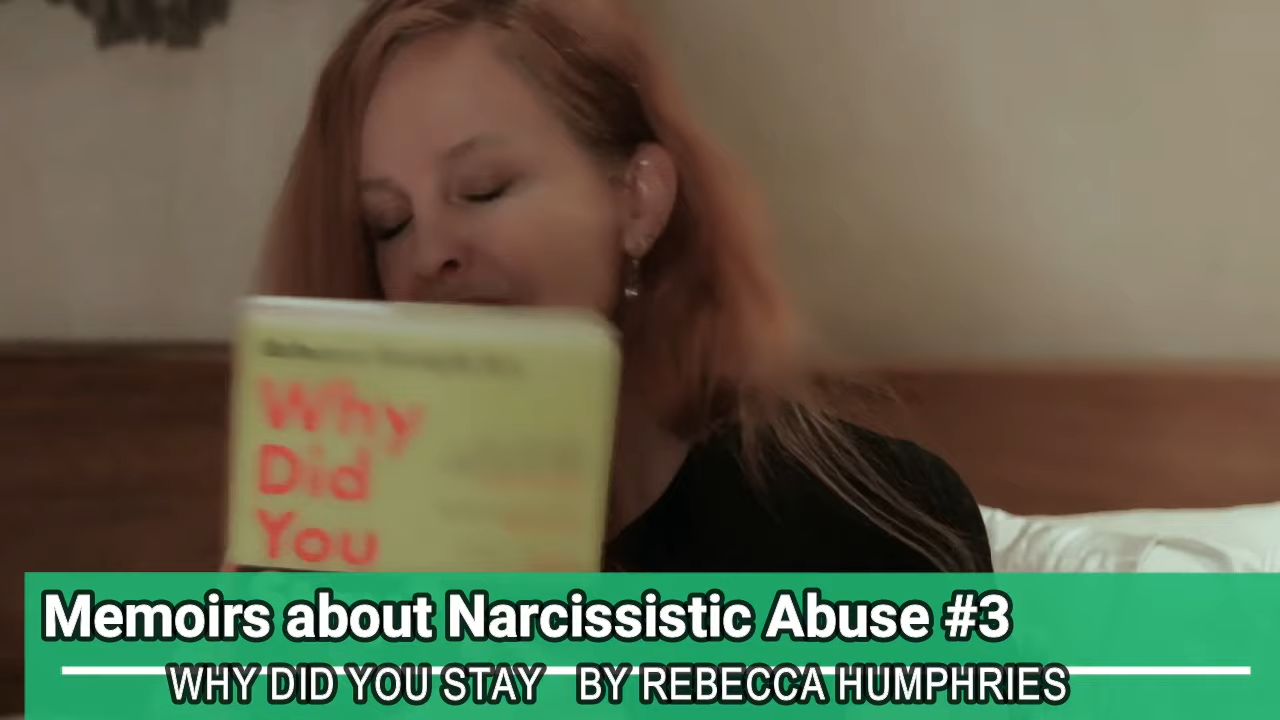 Why
Did
You
Memoirs about Narcissistic Abuse #3
WHY DID YOU STAY BY REBECCA HUMPHRIES